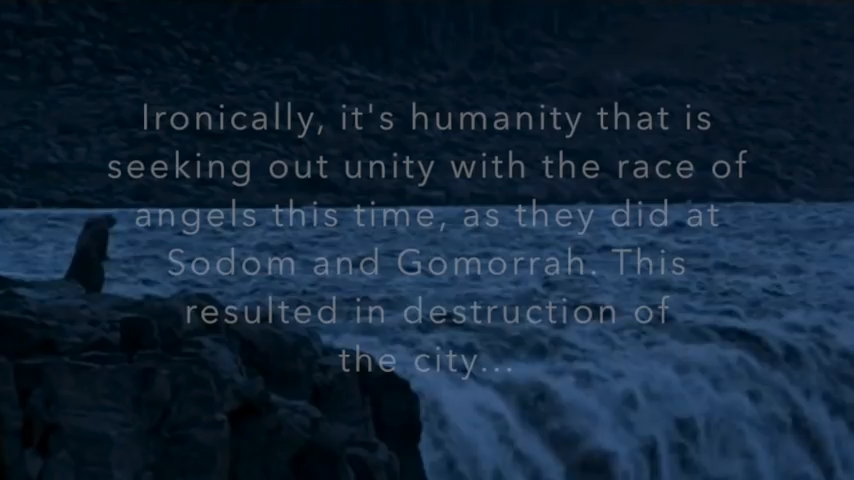 Ironically, it's humanity that is
seeking out unity with the race of
angels this time, as they did at
Sodom and Gomorrah. This
resulted in destruction of
the city...